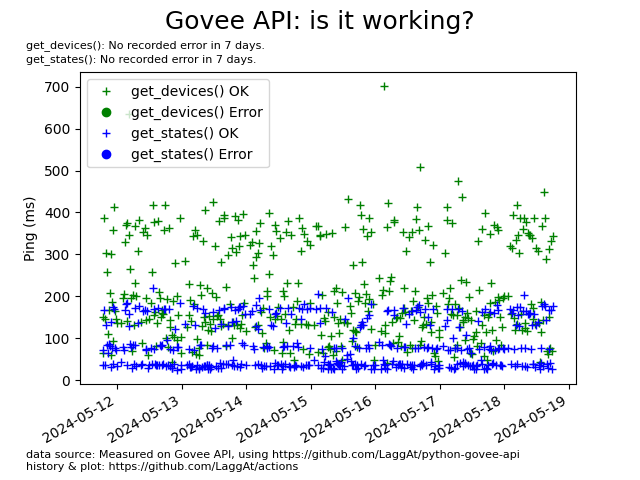 Govee API: is it working?
get_devices(): No recorded error in 7 days.
get_states(): No recorded error in 7 days.
get_devices() OK
get_devices() Error
get_states() OK
get_states() Error
Ping (ms)
700
600
500
400
300
200
100
0
2024-05-12
2024-05-13
2024-05-14
2024-05-15
2024-05-16
2024-05-17
2024-05-18
2024-05-19
data source: Measured on Govee API, using https://github.com/LaggAt/python-govee-api
history & plot: https://github.com/LaggAt/actions